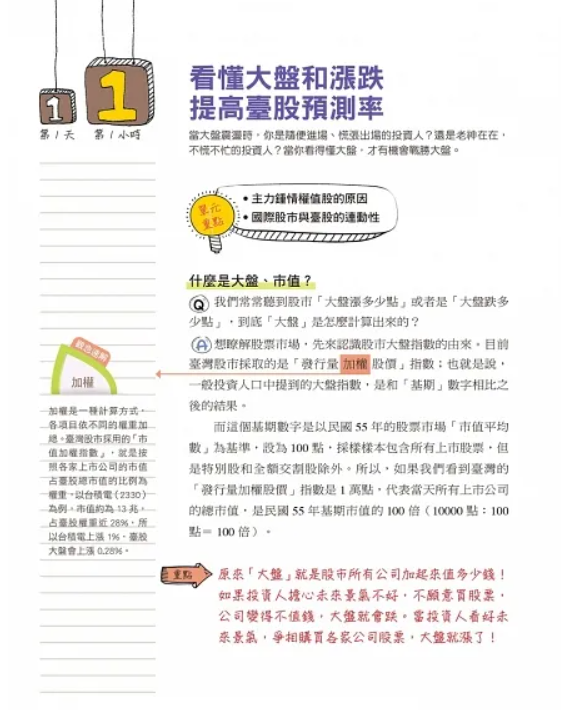 1
1
第1天
第1小時
看懂大盤和漲跌
提高臺股預測率
當大盤震盪時，你是隨便進場、慌張出場的投資人？還是老神在在，
不慌不忙的投資人？當你看得懂大盤，才有機會戰勝大盤。
單元
重點
• 主力鍾情權值股的原因
• 國際股市與臺股的連動性
什麼是大盤、市值？
Q 我們常常聽到股市「大盤漲多少點」或者是「大盤跌多
少點」，到底「大盤」是怎麼計算出來的？
A 想瞭解股票市場，先來認識股市大盤指數的由來。目前
臺灣股市採取的是「發行量加權股價」指數；也就是說，
一般投資人口中提到的大盤指數，是和「基期」數字相比之
後的結果。
而這個基期數字是以民國 55 年的股票市場「市值平均
數」為基準，設為 100 點，採樣樣本包含所有上市股票，但
是特別股和全額交割股除外。所以，如果我們看到臺灣的
「發行量加權股價」指數是 1 萬點，代表當天所有上市公司
的總市值，是民國 55 年基期市值的 100 倍（10000 點：100
點＝ 100 倍）。
觀念速解
加權
加權是一種計算方式，
各項目依不同的權重加
總。臺灣股市採用的「市
值加權指數」，就是按
照各家上市公司的市值
占臺股總市值的比例為
權重。以台積電（2330）
為例，市值約為 13 兆，
占臺股權重近 28%，所
以台積電上漲 1%，臺股
大盤會上漲 0.28%。
重點
原來「大盤」就是股市所有公司加起來值多少錢！
如果投資人擔心未來景氣不好，不願意買股票，
公司變得不值錢，大盤就會跌。當投資人看好未
來景氣，爭相購買各家公司股票，大盤就漲了！